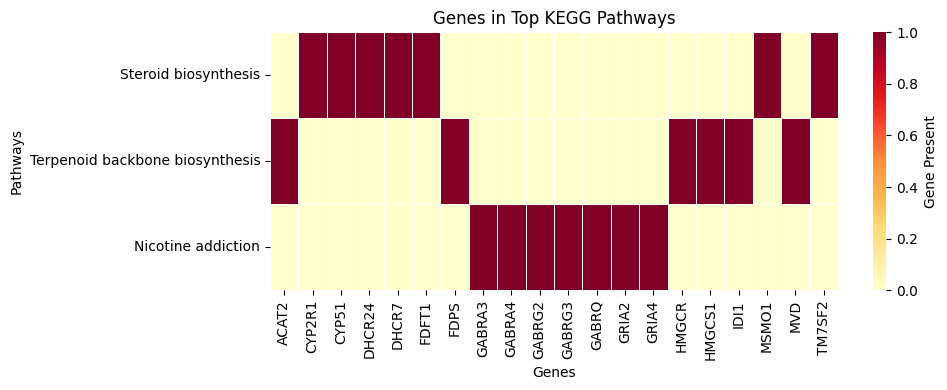 Genes in Top KEGG Pathways
Pathways
Steroid biosynthesis
Terpenoid backbone biosynthesis
Nicotine addiction
ACAT2
CYP2R1
CYP51
DHCR24
DHCR7
FDFT1
FDPS
GABRA3
GABRA4
GABRG2
GABRG3
GABRQ
GRIA2
GRIA4
HMGCR
HMGCS1
IDI1
MSMO1
MVD
TM7SF2
Genes
1.0
0.8
0.6
0.4
0.2
0.0
Gene Present